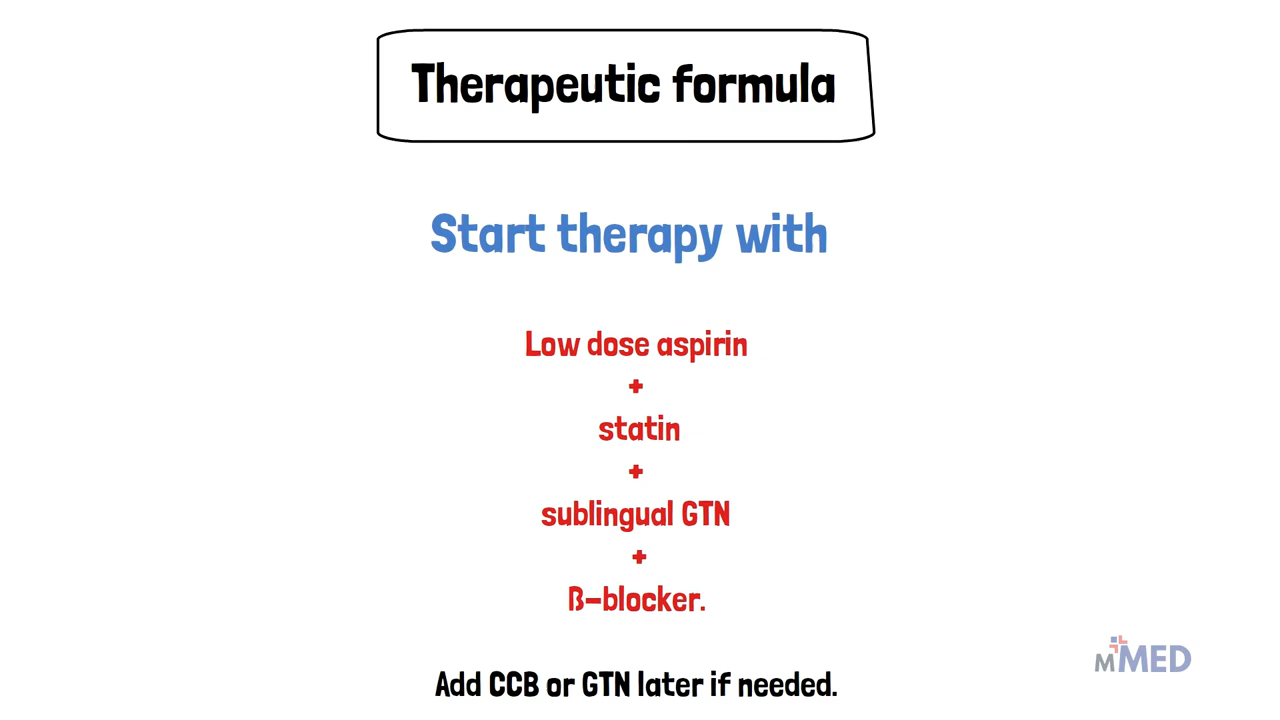 Therapeutic formula
Start therapy with
Low dose aspirin
+
statin
+
sublingual GTN
+
ß-blocker.
Add CCB or GTN later if needed.
MMED